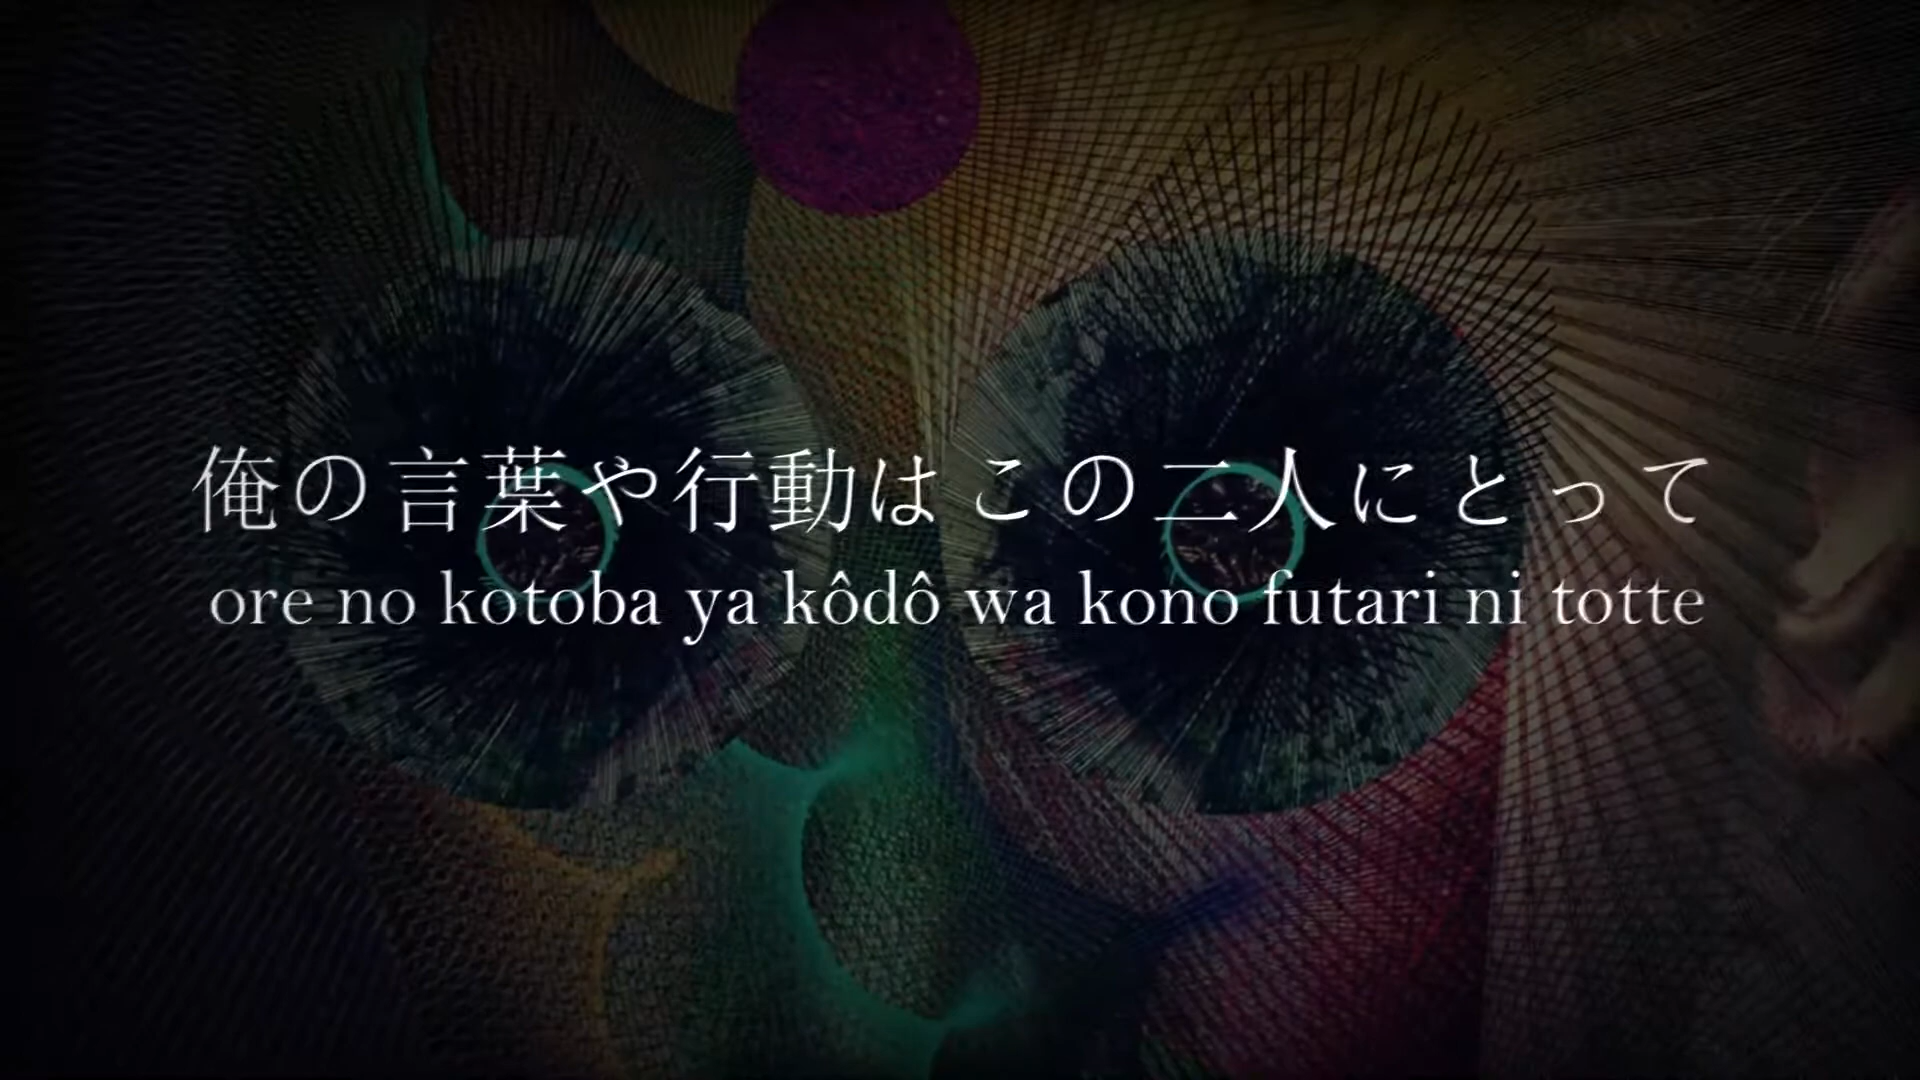 俺の言葉や行動はこの二人にとって
ore no kotoba ya kôdô wa kono futari ni totte